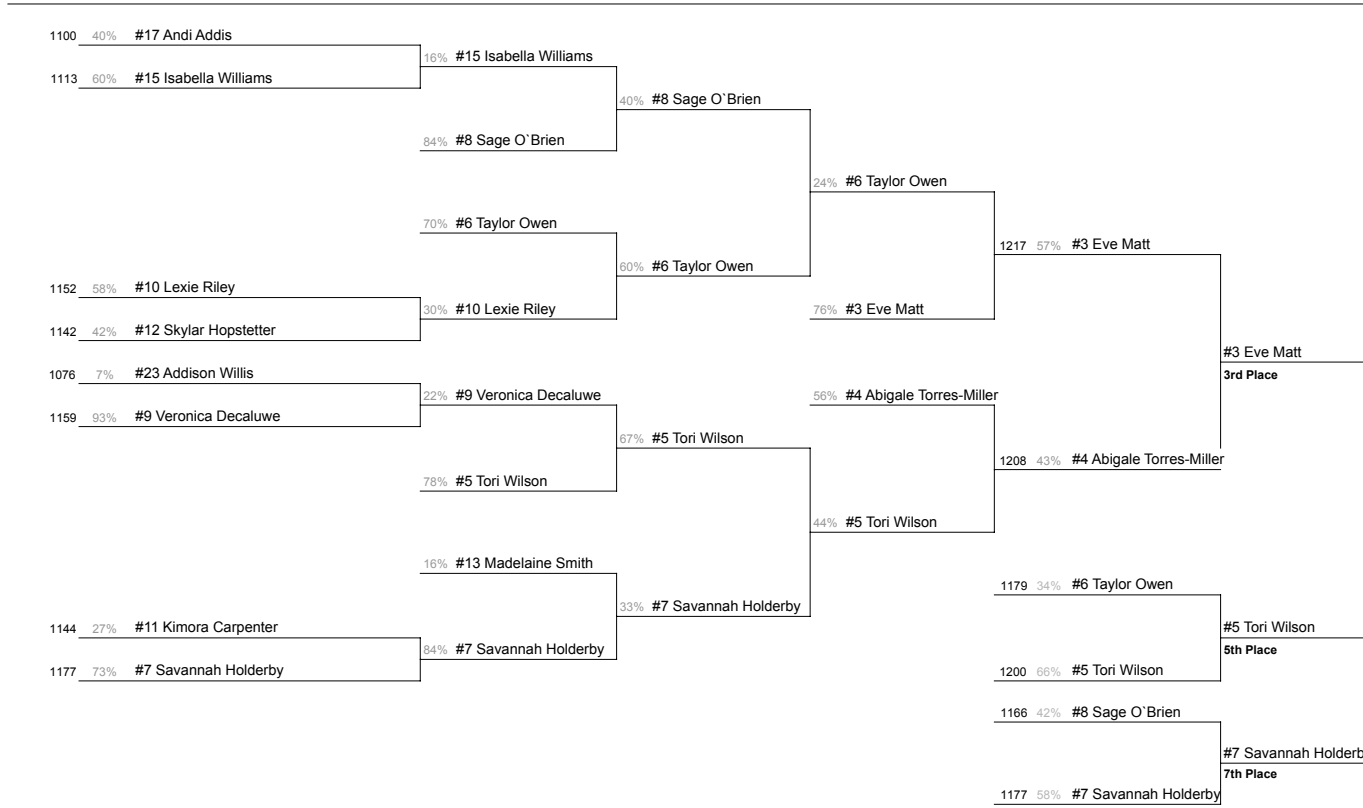 1100 40% #17 Andi Addis
16% #15 Isabella Williams
1113 60% #15 Isabella Williams
40% #8 Sage O`Brien
84% #8 Sage O`Brien
24% #6 Taylor Owen
70% #6 Taylor Owen
1217 57% #3 Eve Matt
60% #6 Taylor Owen
1152 58% #10 Lexie Riley
30% #10 Lexie Riley
76% #3 Eve Matt
1142 42% #12 Skylar Hopstetter
#3 Eve Matt
3rd Place
1076 7% #23 Addison Willis
22% #9 Veronica Decaluwe
56% #4 Abigale Torres-Miller
1159 93% #9 Veronica Decaluwe
67% #5 Tori Wilson
1208 43% #4 Abigale Torres-Miller
78% #5 Tori Wilson
44% #5 Tori Wilson
16% #13 Madelaine Smith
1179 34% #6 Taylor Owen
33% #7 Savannah Holderby
1144 27% #11 Kimora Carpenter
#5 Tori Wilson
84% #7 Savannah Holderby
5th Place
1177 73% #7 Savannah Holderby
1200 66% #5 Tori Wilson
1166 42% #8 Sage O`Brien
#7 Savannah Holderb
7th Place
1177 58% #7 Savannah Holderby